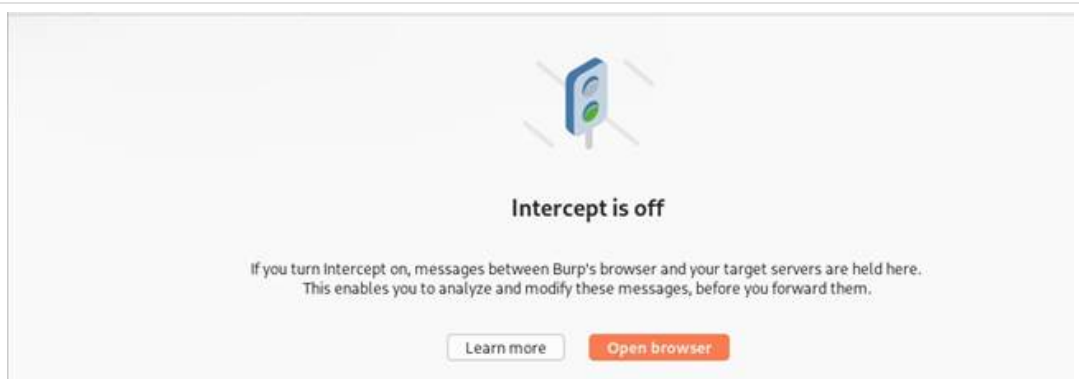 Intercept is off
If you turn Intercept on, messages between Burp's browser and your target servers are held here.
This enables you to analyze and modify these messages, before you forward them.
Learn more
Open browser